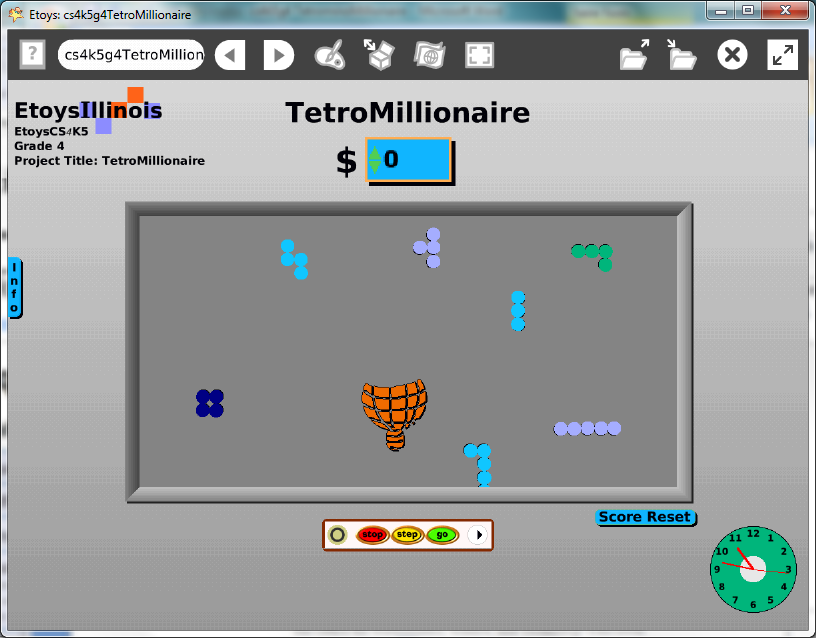 Etoys: cs4k5g4TetroMillionaire
?
cs4k5g4TetroMillion
EtoysIllinois
EtoysCS4K5
Grade 4
Project Title: TetroMillionaire
TetroMillionaire
$ 0
Info
stop step go
Score Reset
12
1
2
3
4
5
6
7
8
9
10
11